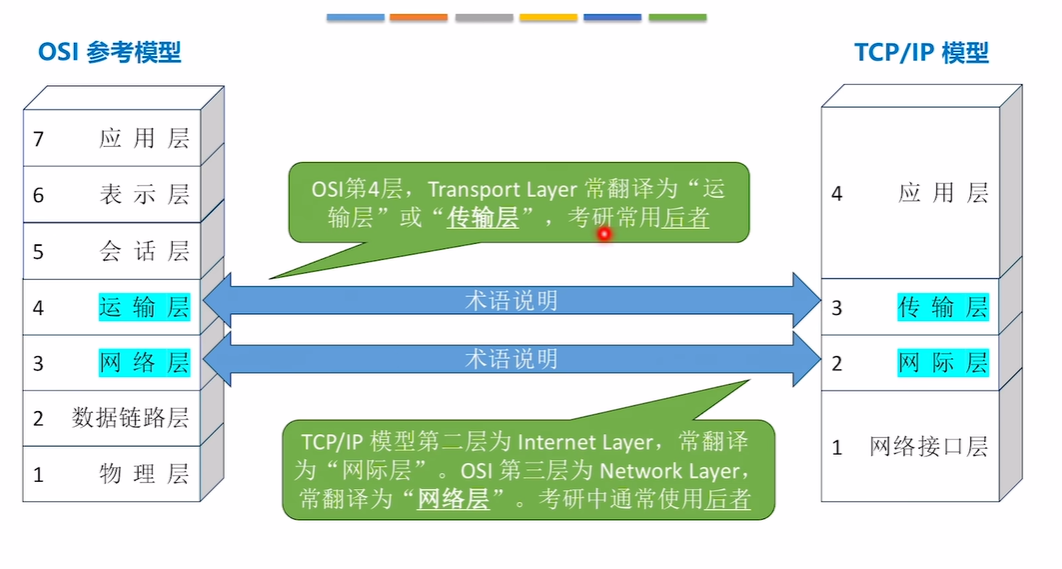 OSI 参考模型
TCP/IP 模型
7 应用层
6 表示层
5 会话层
4 运输层
3 网络层
2 数据链路层
1 物理层
OSI第4层，Transport Layer 常翻译为“运
输层”或“传输层”，考研常用后者
术语说明
术语说明
TCP/IP 模型第二层为 Internet Layer，常翻译
为“网际层”。OSI 第三层为 Network Layer，
常翻译为“网络层”。考研中通常使用后者
4 应用层
3 传输层
2 网际层
1 网络接口层